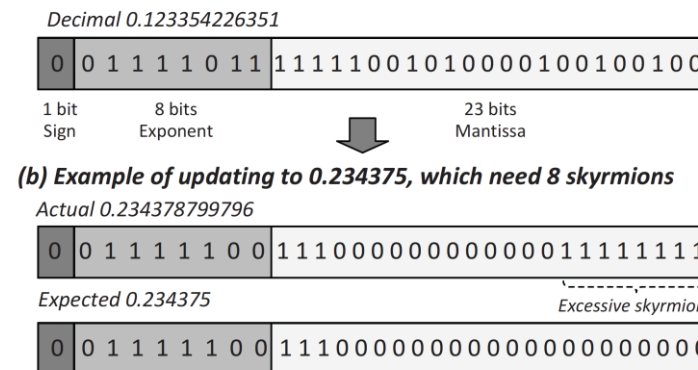 Decimal 0.123354226351
0 0 1 1 1 1 0 1 1 1 1 1 1 1 0 0 1 0 1 0 0 0 0 1 0 0 1 0 0 1 0 0
1 bit 8 bits 23 bits
Sign Exponent Mantissa
(b) Example of updating to 0.234375, which need 8 skyrmions
Actual 0.234378799796
0 0 1 1 1 1 1 0 0 1 1 1 0 0 0 0 0 0 0 0 0 0 0 0 1 1 1 1 1 1 1 1
Expected 0.234375
Excessive skyrmion
0 0 1 1 1 1 1 0 0 1 1 1 0 0 0 0 0 0 0 0 0 0 0 0 0 0 0 0 0 0 0 0